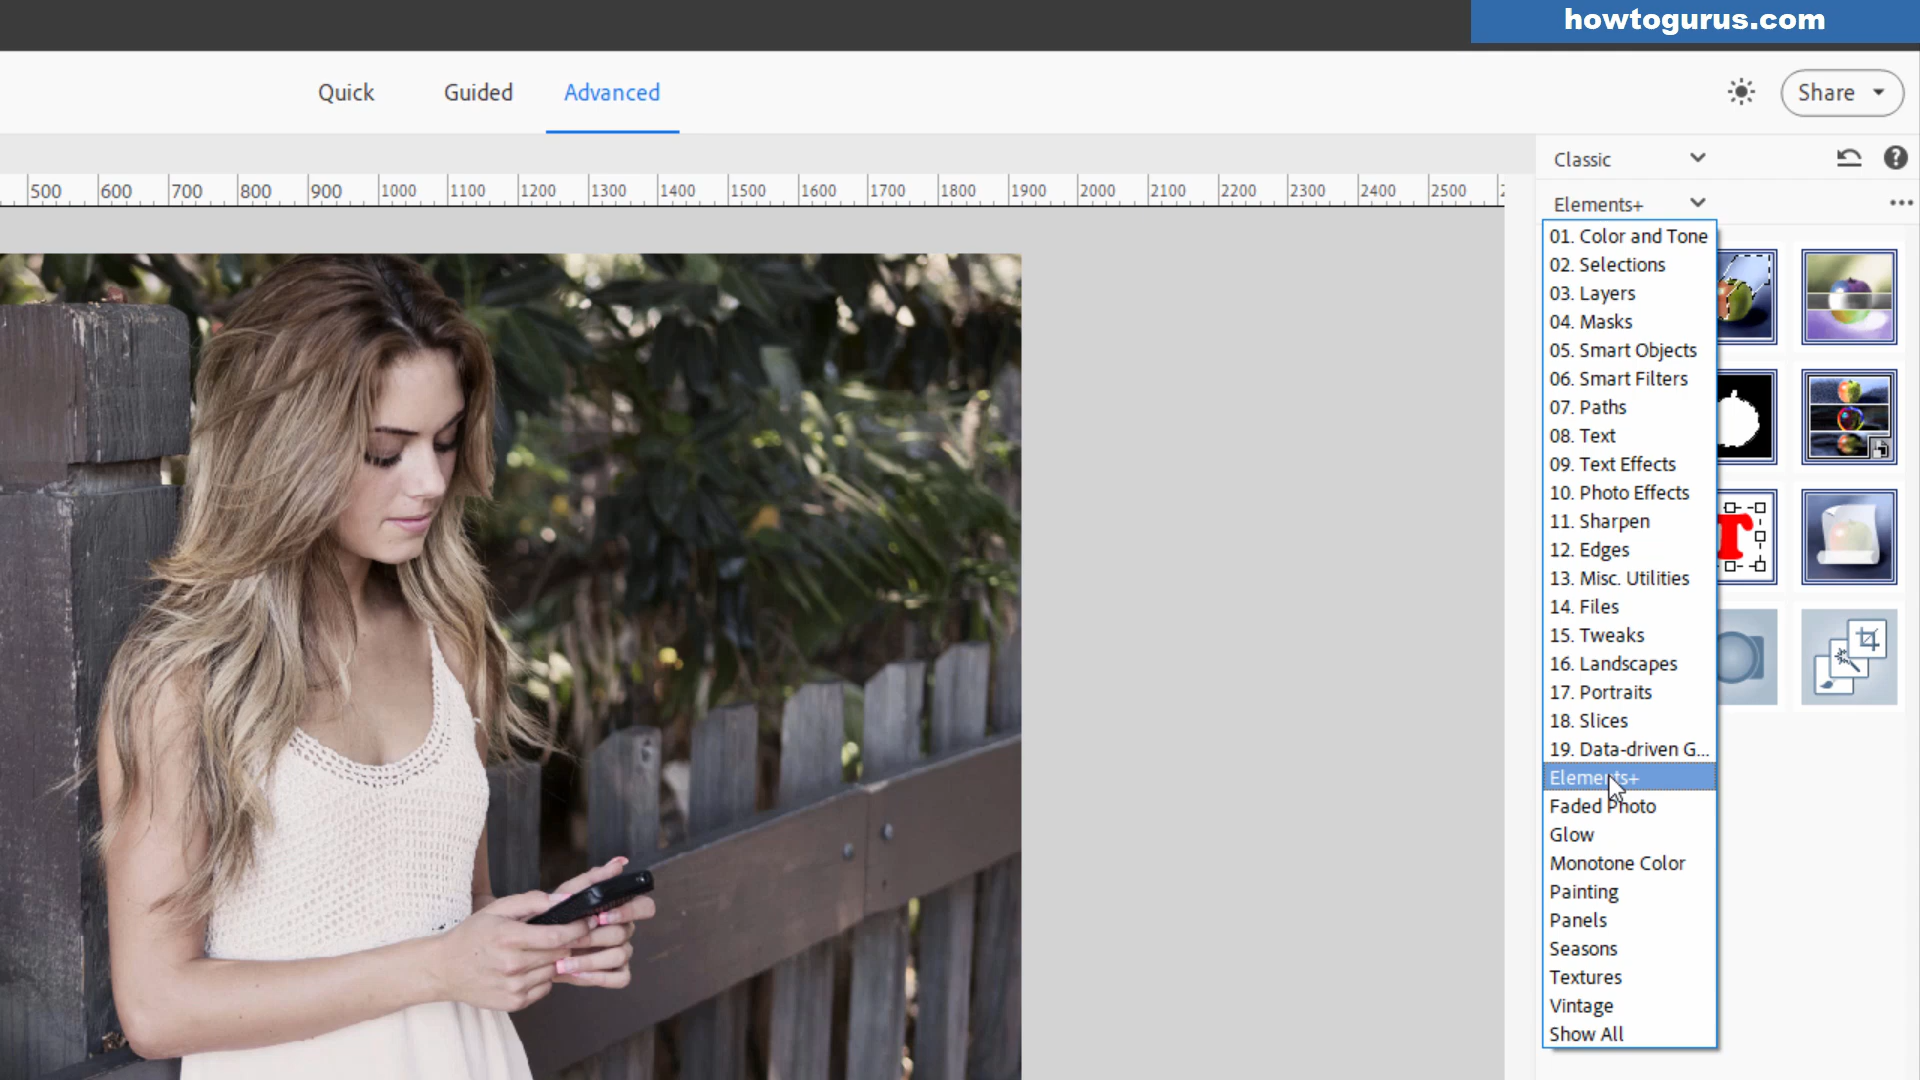 howtogurus.com
Quick Guided Advanced
Share
Classic
500 600 700 800 900 1000 1100 1200 1300 1400 1500 1600 1700 1800 1900 2000 2100 2200 2300 2400 2500
Elements+
01. Color and Tone
02. Selections
03. Layers
04. Masks
05. Smart Objects
06. Smart Filters
07. Paths
08. Text
09. Text Effects
10. Photo Effects
11. Sharpen
12. Edges
13. Misc. Utilities
14. Files
15. Tweaks
16. Landscapes
17. Portraits
18. Slices
19. Data-driven G...
Elements+
Faded Photo
Glow
Monotone Color
Painting
Panels
Seasons
Textures
Vintage
Show All